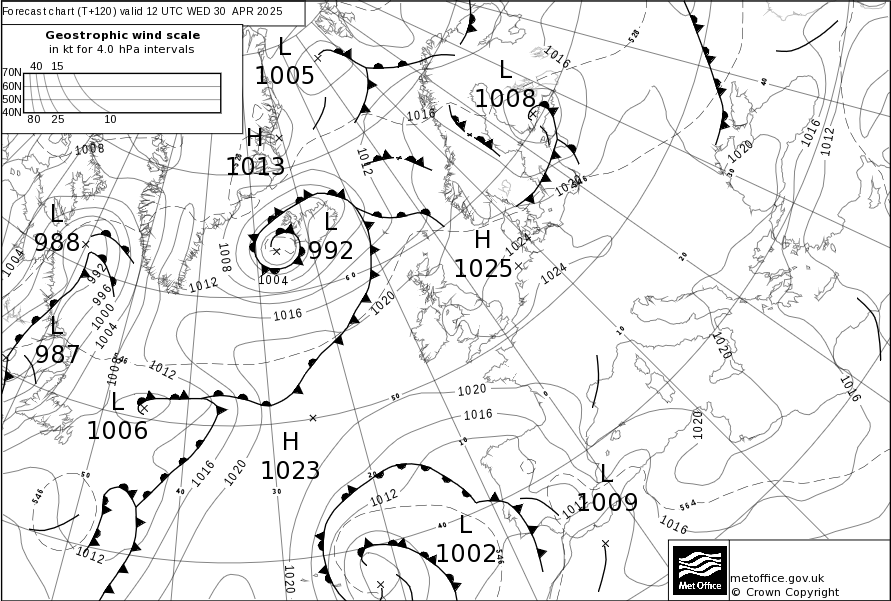 Forecast chart (T+120) valid 12 UTC WED 30 APR 2025
Geostrophic wind scale
in kt for 4.0 hPa intervals
40 15
70N
60N
50N
40N
80 25 10
L
1005
L
1008
H
1013
L
988
L
992
H
1025
L
987
L
1006
H
1023
L
1009
L
1002
1016
528
40
1016
1012
1020
30
1008
1016
1012
1020
546
1024
1024
20
1004
992
996
1000
1004
1008
1008
1012
1004
60
1016
1020
10
1020
1016
546
1012
50
0
1020
1016
1020
10
1016
1020
50
40
30
20
546
1012
40
546
1012
564
1016
1012
1020
Met Office
metoffice.gov.uk
© Crown Copyright